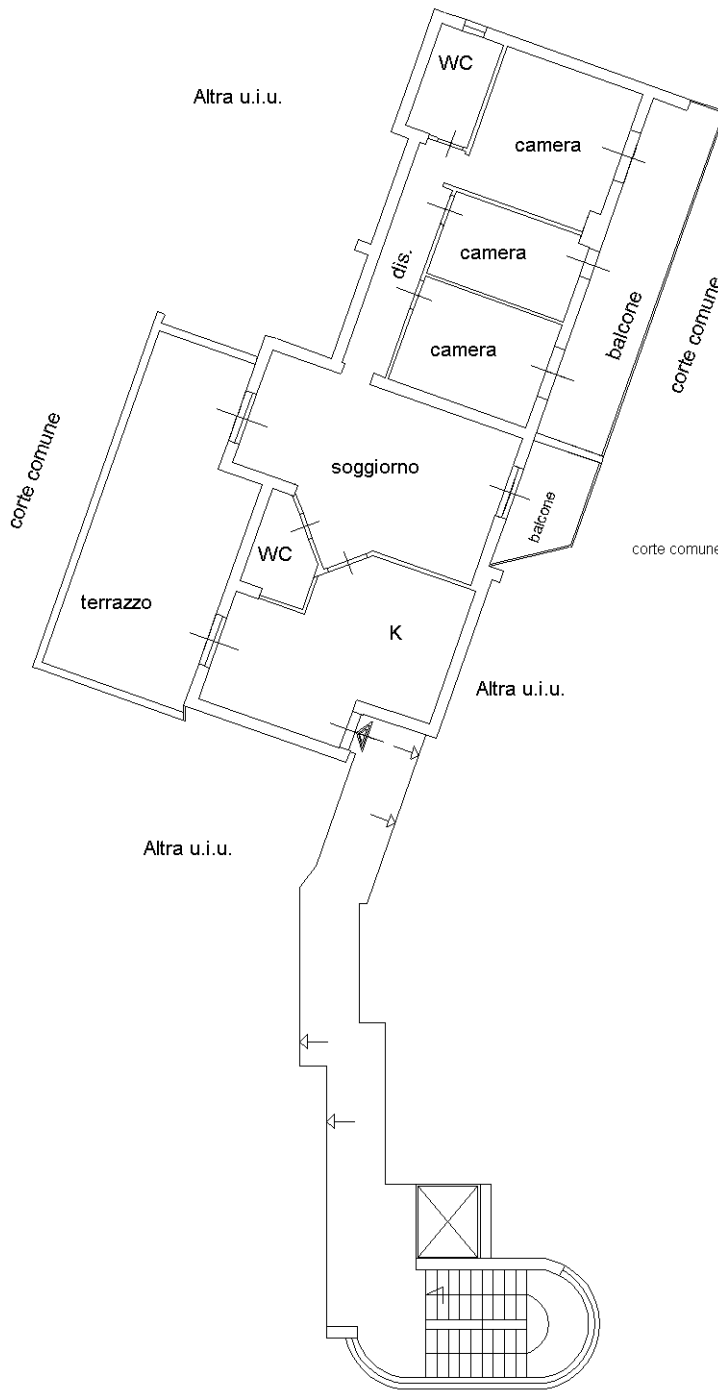 WC
Altra u.i.u.
camera
camera
dis.
camera
balcone
corte comune
corte comune
soggiorno
balcone
WC
corte comune
terrazzo
K
Altra u.i.u.
Altra u.i.u.